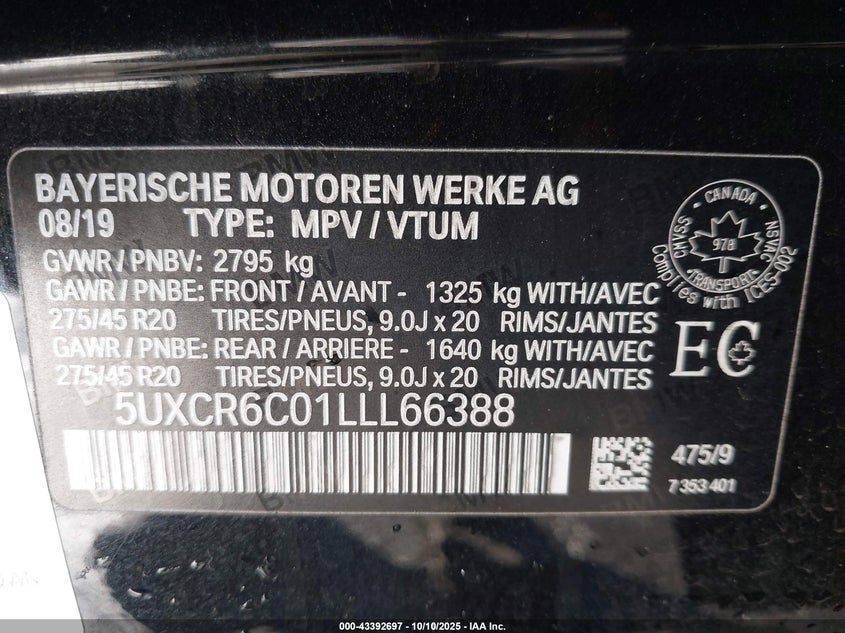 BAYERISCHE MOTOREN WERKE AG
08/19 TYPE: MPV / VTUM
GVWR / PNBV: 2795 kg
GAWR / PNBE: FRONT / AVANT - 1325 kg WITH/AVEC
275/45 R20 TIRES/PNEUS, 9.0J x 20 RIMS/JANTES
GAWR / PNBE: REAR / ARRIERE - 1640 kg WITH/AVEC
275/45 R20 TIRES/PNEUS, 9.0J x 20 RIMS/JANTES
5UXCR6C01LLL66388
CANADA
CMVSS
NSVAC
978
TRANSPORT
Complies with ICES-002
EC
475/9
7 353 401
000-43392697 - 10/10/2025 - IAA Inc.